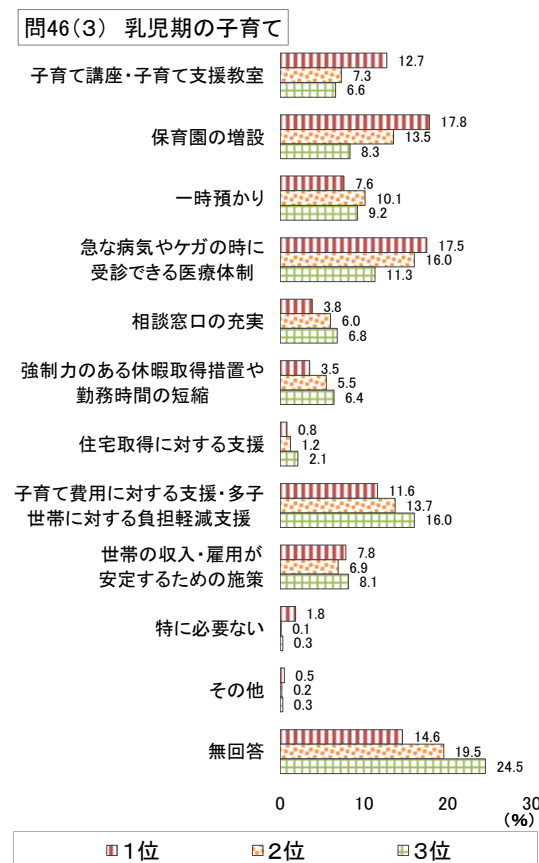 問46(3) 乳児期の子育て
子育て講座・子育て支援教室
12.7
7.3
6.6
保育園の増設
17.8
13.5
8.3
一時預かり
7.6
10.1
9.2
急な病気やケガの時に
受診できる医療体制
17.5
16.0
11.3
相談窓口の充実
3.8
6.0
6.8
強制力のある休暇取得措置や
勤務時間の短縮
3.5
5.5
6.4
住宅取得に対する支援
0.8
1.2
2.1
子育て費用に対する支援・多子
世帯に対する負担軽減支援
11.6
13.7
16.0
世帯の収入・雇用が
安定するための施策
7.8
6.9
8.1
特に必要ない
1.8
0.1
0.3
その他
0.5
0.2
0.3
無回答
14.6
19.5
24.5
0 10 20 30
(%)
1位 2位 3位